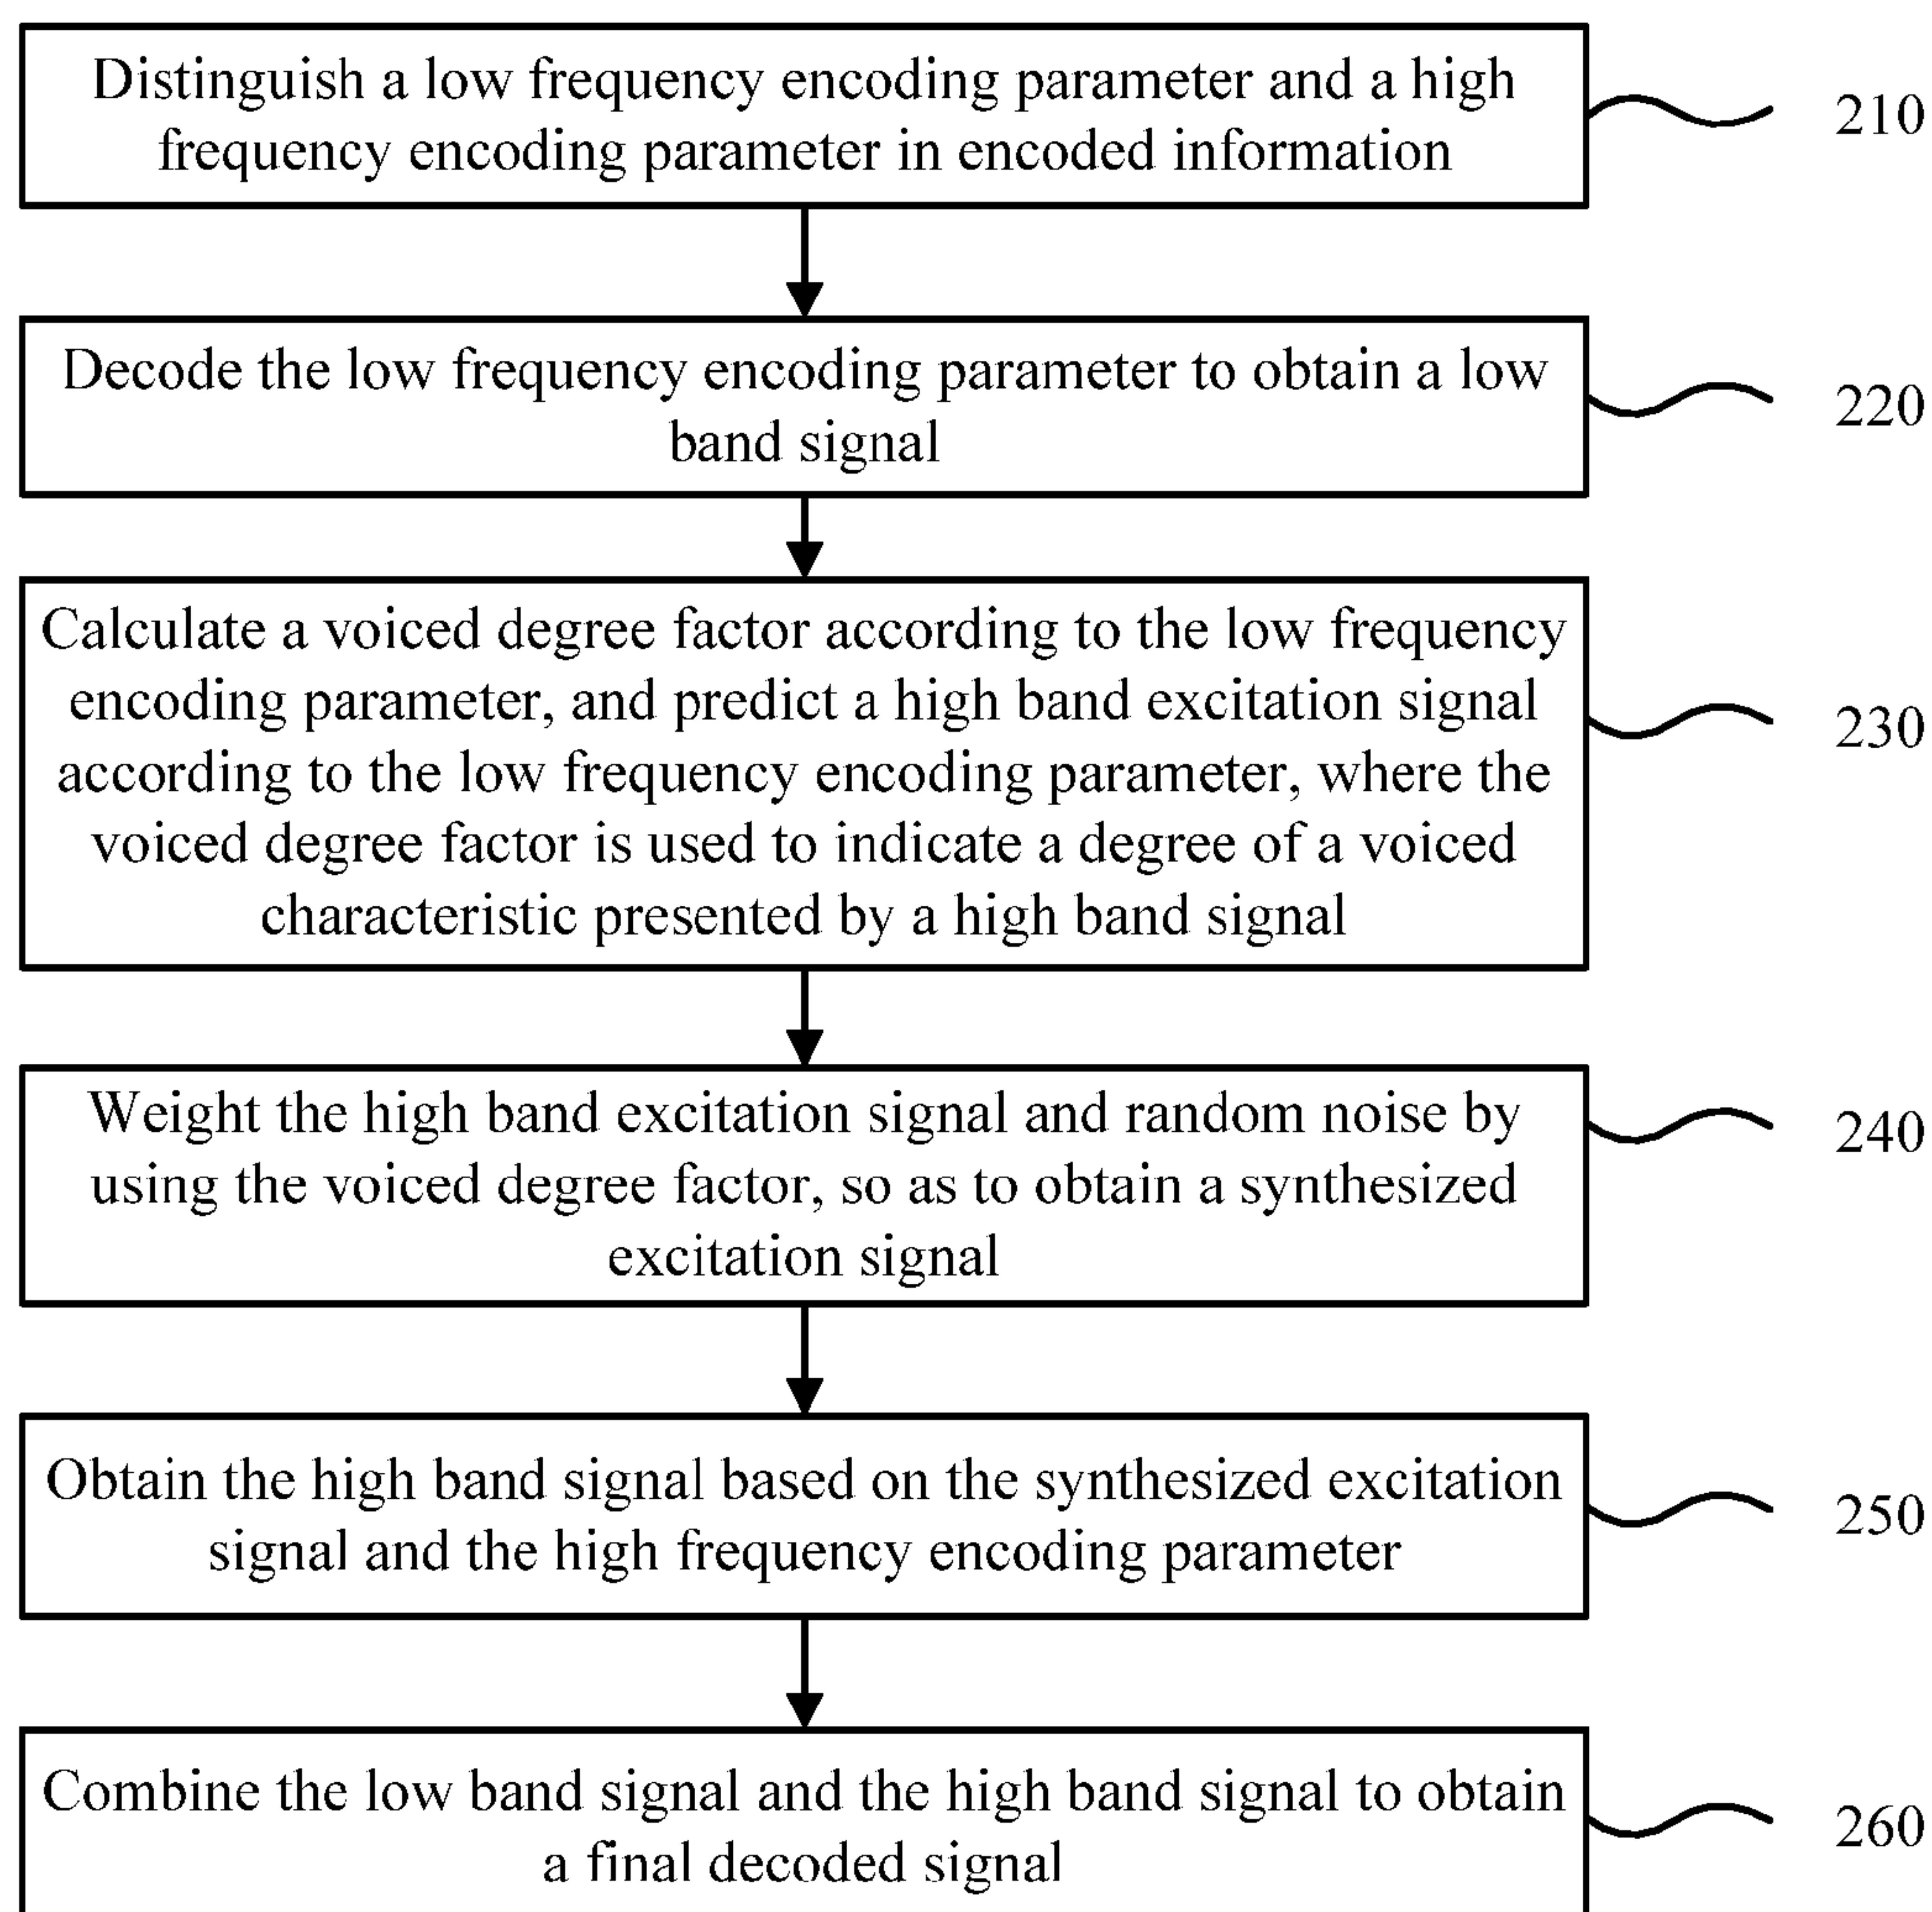 Distinguish a low frequency encoding parameter and a high
frequency encoding parameter in encoded information
210
Decode the low frequency encoding parameter to obtain a low
band signal
220
Calculate a voiced degree factor according to the low frequency
encoding parameter, and predict a high band excitation signal
according to the low frequency encoding parameter, where the
voiced degree factor is used to indicate a degree of a voiced
characteristic presented by a high band signal
230
Weight the high band excitation signal and random noise by
using the voiced degree factor, so as to obtain a synthesized
excitation signal
240
Obtain the high band signal based on the synthesized excitation
signal and the high frequency encoding parameter
250
Combine the low band signal and the high band signal to obtain
a final decoded signal
260